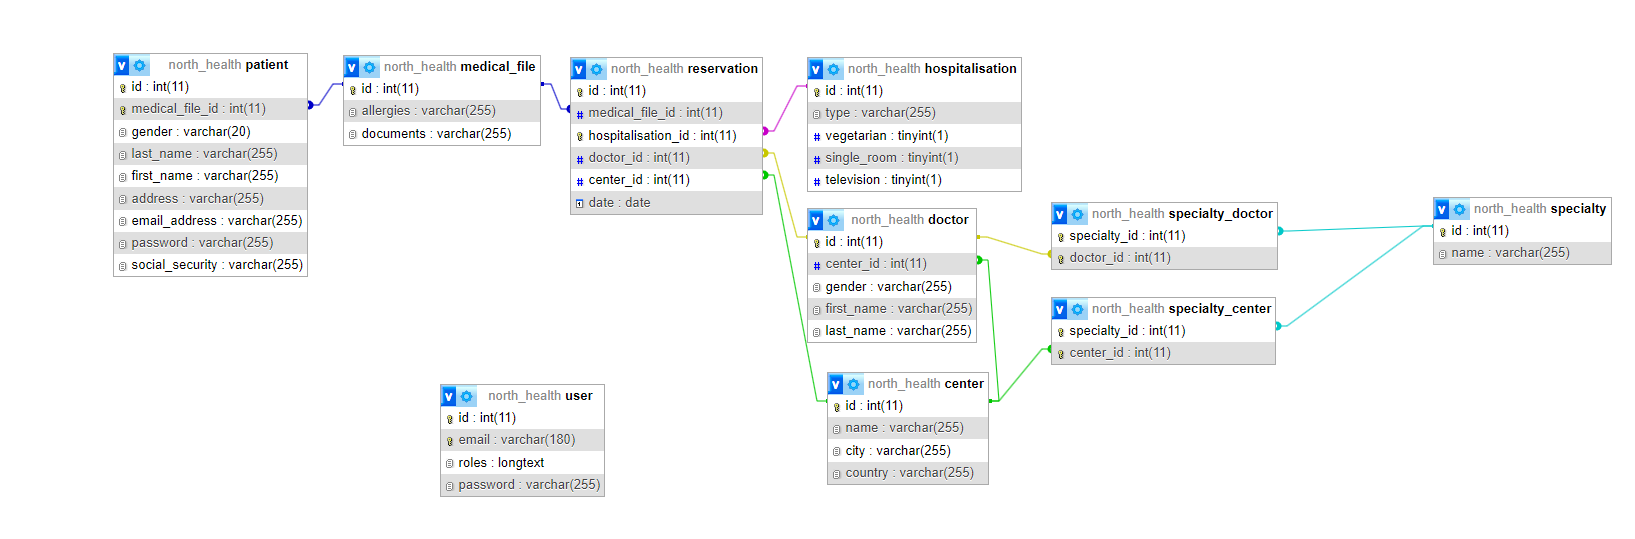 v north_health patient
id : int(11)
medical_file_id : int(11)
gender : varchar(20)
last_name : varchar(255)
first_name : varchar(255)
address : varchar(255)
email_address : varchar(255)
password : varchar(255)
social_security : varchar(255)
v north_health medical_file
id : int(11)
allergies : varchar(255)
documents : varchar(255)
v north_health reservation
id : int(11)
# medical_file_id : int(11)
hospitalisation_id : int(11)
# doctor_id : int(11)
# center_id : int(11)
date : date
v north_health hospitalisation
id : int(11)
type : varchar(255)
# vegetarian : tinyint(1)
# single_room : tinyint(1)
# television : tinyint(1)
v north_health doctor
id : int(11)
# center_id : int(11)
gender : varchar(255)
first_name : varchar(255)
last_name : varchar(255)
v north_health specialty_doctor
specialty_id : int(11)
doctor_id : int(11)
v north_health specialty
id : int(11)
name : varchar(255)
v north_health specialty_center
specialty_id : int(11)
center_id : int(11)
v north_health center
id : int(11)
name : varchar(255)
city : varchar(255)
country : varchar(255)
v north_health user
id : int(11)
email : varchar(180)
roles : longtext
password : varchar(255)